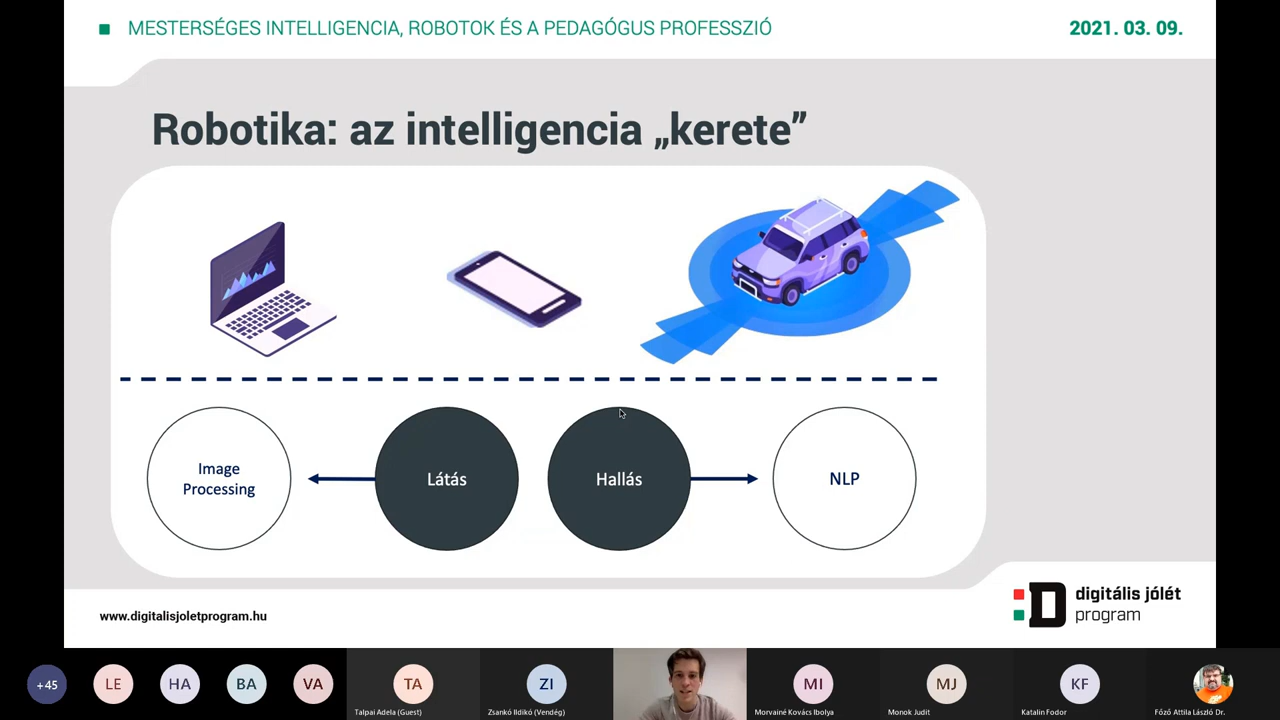 MESTERSÉGES INTELLIGENCIA, ROBOTOK ÉS A PEDAGÓGUS PROFESSZIÓ
2021. 03. 09.
Robotika: az intelligencia „kerete”
Image
Processing
Látás
Hallás
NLP
www.digitalisjoletprogram.hu
digitális jólét
program
+45
LE
HA
BA
VA
TA
Talpai Adela (Guest)
ZI
Zsankó Ildikó (Vendég)
MI
Morvainé Kovács Ibolya
MJ
Monok Judit
KF
Katalin Fodor
Főző Attila László Dr.